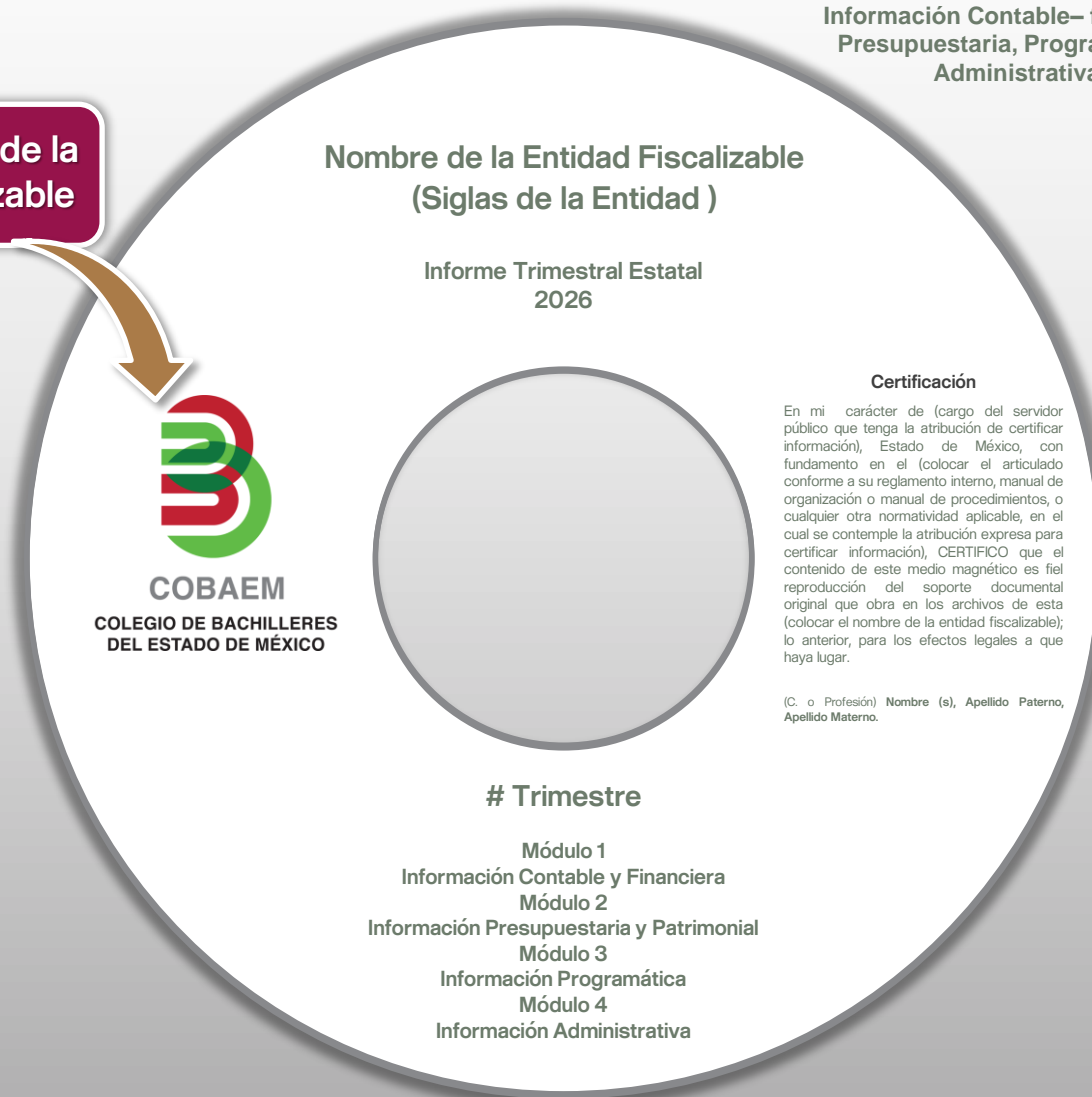 Información Contable–
Presupuestaria,
Administrativa
de la
Nombre de la Entidad Fiscalizable
(Siglas de la Entidad )
Informe Trimestral Estatal
2026
COBAEM
COLEGIO DE BACHILLERES
DEL ESTADO DE MÉXICO
Certificación
En mi carácter de (cargo del servidor
público que tenga la atribución de certificar
información), Estado de México, con
fundamento en el (colocar el articulado
conforme a su reglamento interno, manual de
organización o manual de procedimientos, o
cualquier otra normatividad aplicable, en el
cual se contemple la atribución expresa para
certificar información), CERTIFICO que el
contenido de este medio magnético es fiel
reproducción del soporte documental
original que obra en los archivos de esta
(colocar el nombre de la entidad fiscalizable);
lo anterior, para los efectos legales a que
haya lugar.
(C. o Profesión) Nombre (s), Apellido Paterno,
Apellido Materno.
# Trimestre
Módulo 1
Información Contable y Financiera
Módulo 2
Información Presupuestaria y Patrimonial
Módulo 3
Información Programática
Módulo 4
Información Administrativa